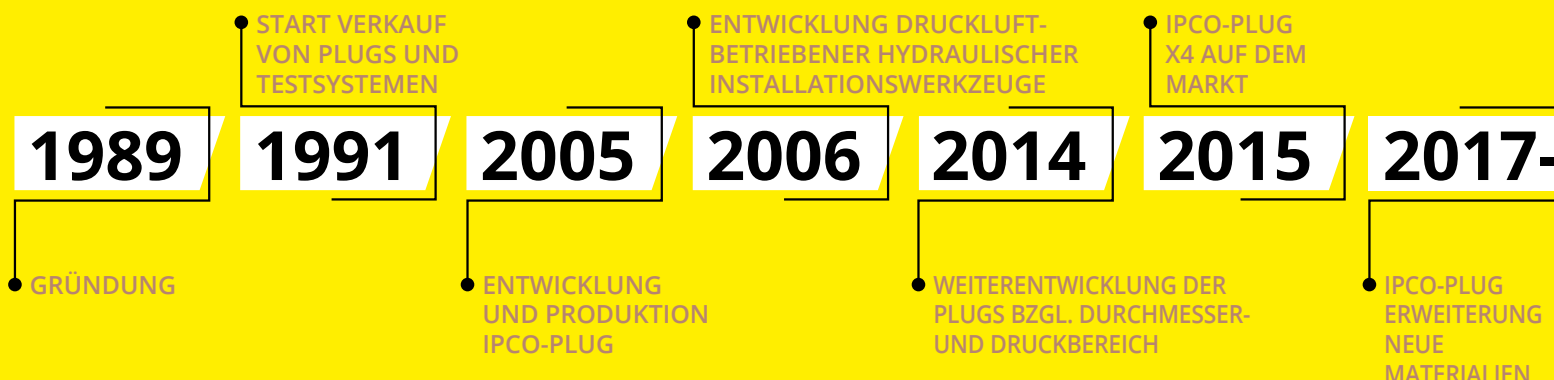 START VERKAUF
VON PLUGS UND
TESTSYSTEMEN
ENTWICKLUNG DRUCKLUFT-
BETRIEBENER HYDRAULISCHER
INSTALLATIONSWERKZEUGE
IPCO-PLUG
X4 AUF DEM
MARKT
1989 1991 2005 2006 2014 2015 2017-
GRÜNDUNG
ENTWICKLUNG
UND PRODUKTION
IPCO-PLUG
WEITERENTWICKLUNG DER
PLUGS BZGL. DURCHMESSER-
UND DRUCKBEREICH
IPCO-PLUG
ERWEITERUNG
NEUE
MATERIALIEN